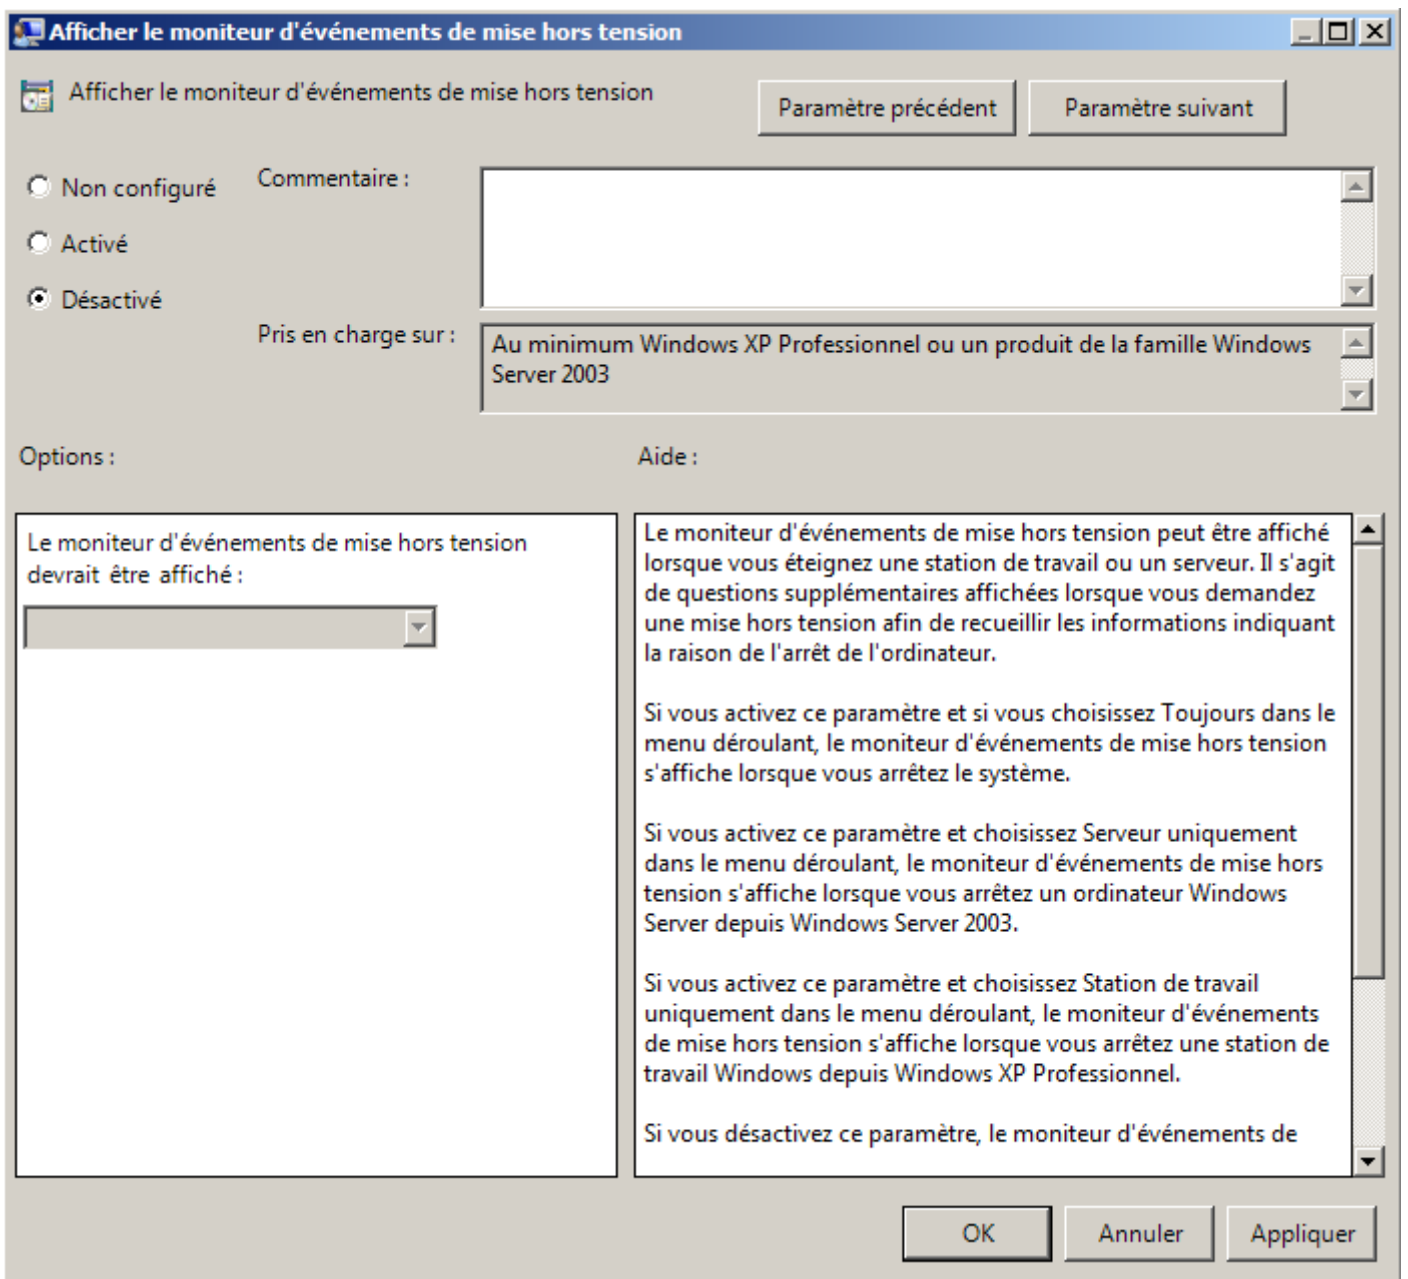 Afficher le moniteur d'événements de mise hors tension
Afficher le moniteur d'événements de mise hors tension
Paramètre précédent
Paramètre suivant
Non configuré
Commentaire :
Activé
Désactivé
Pris en charge sur :
Au minimum Windows XP Professionnel ou un produit de la famille Windows
Server 2003
Options :
Aide :
Le moniteur d'événements de mise hors tension
devrait être affiché :
Le moniteur d'événements de mise hors tension peut être affiché
lorsque vous éteignez une station de travail ou un serveur. Il s'agit
de questions supplémentaires affichées lorsque vous demandez
une mise hors tension afin de recueillir les informations indiquant
la raison de l'arrêt de l'ordinateur.
Si vous activez ce paramètre et si vous choisissez Toujours dans le
menu déroulant, le moniteur d'événements de mise hors tension
s'affiche lorsque vous arrêtez le système.
Si vous activez ce paramètre et choisissez Serveur uniquement
dans le menu déroulant, le moniteur d'événements de mise hors
tension s'affiche lorsque vous arrêtez un ordinateur Windows
Server depuis Windows Server 2003.
Si vous activez ce paramètre et choisissez Station de travail
uniquement dans le menu déroulant, le moniteur d'événements
de mise hors tension s'affiche lorsque vous arrêtez une station de
travail Windows depuis Windows XP Professionnel.
Si vous désactivez ce paramètre, le moniteur d'événements de
OK
Annuler
Appliquer